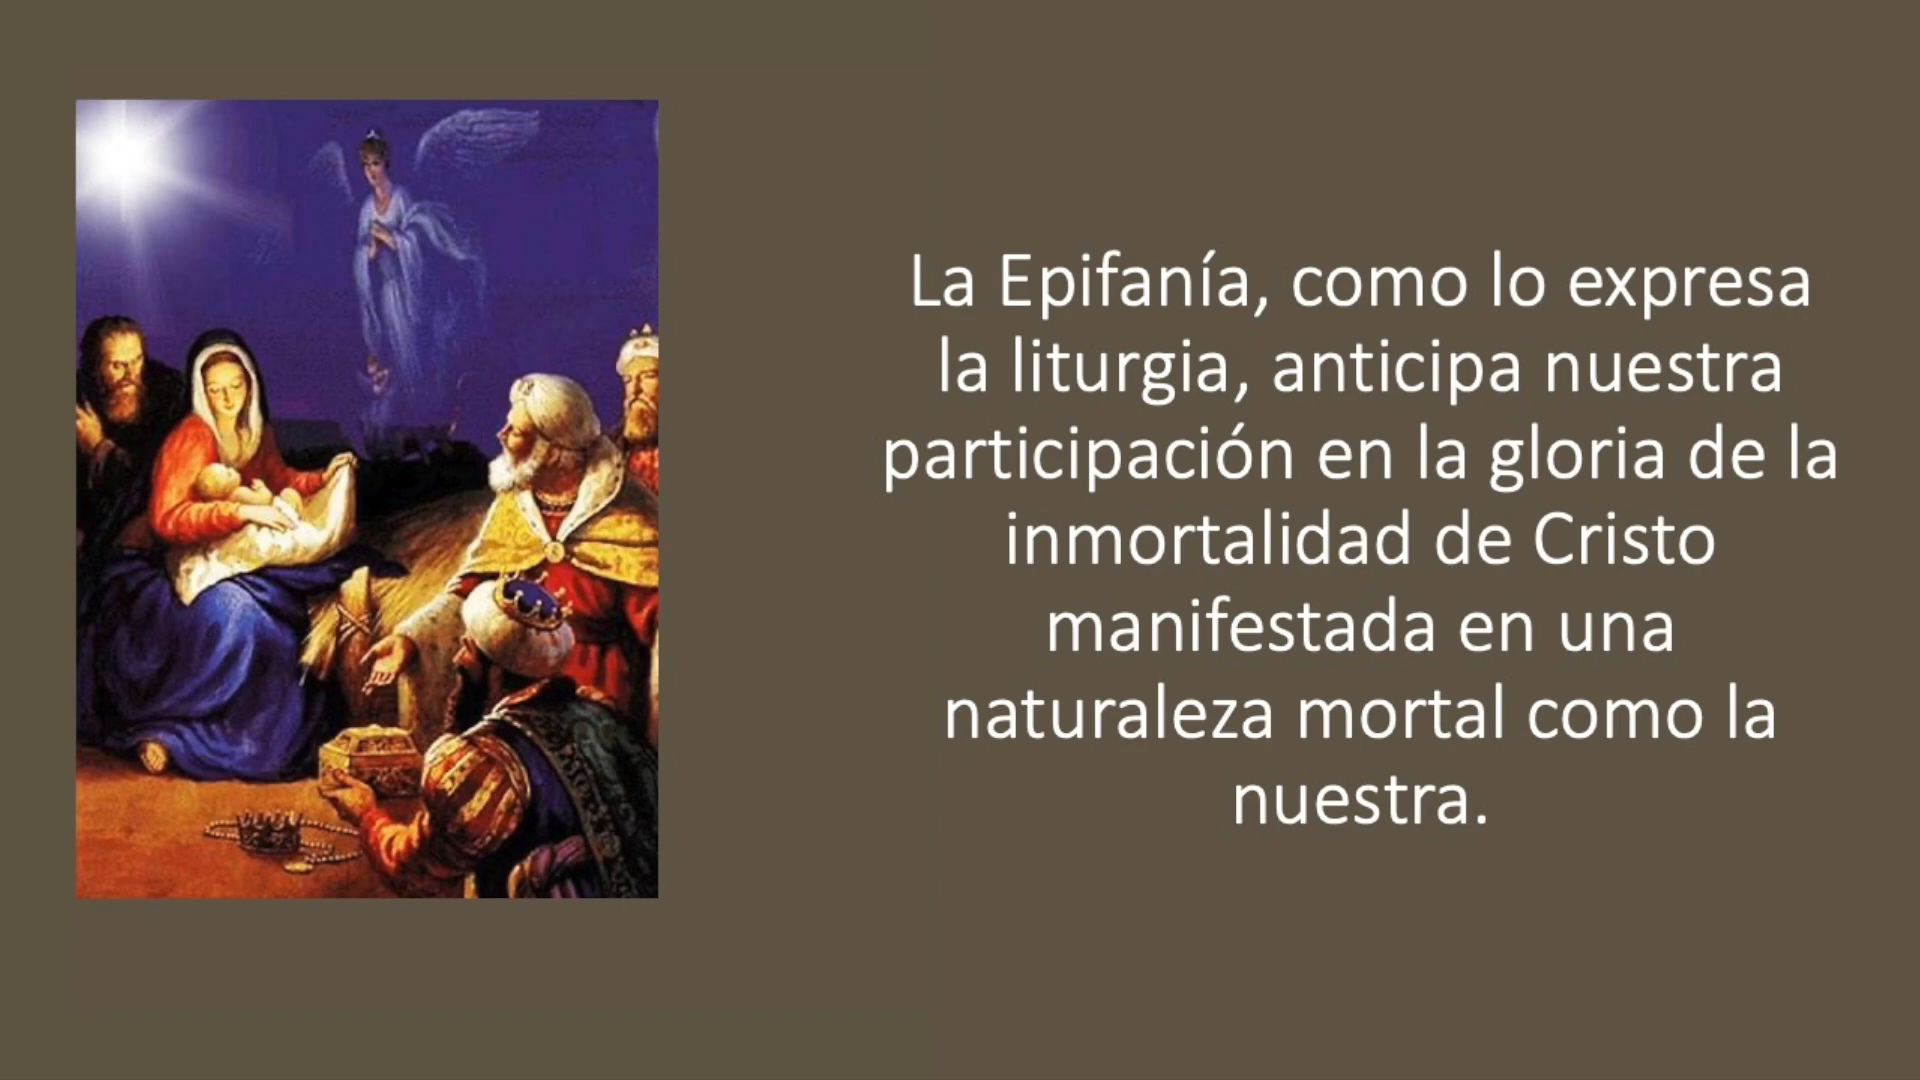 La Epifanía, como lo expresa
la liturgia, anticipa nuestra
participación en la gloria de la
inmortalidad de Cristo
manifestada en una
naturaleza mortal como la
nuestra.